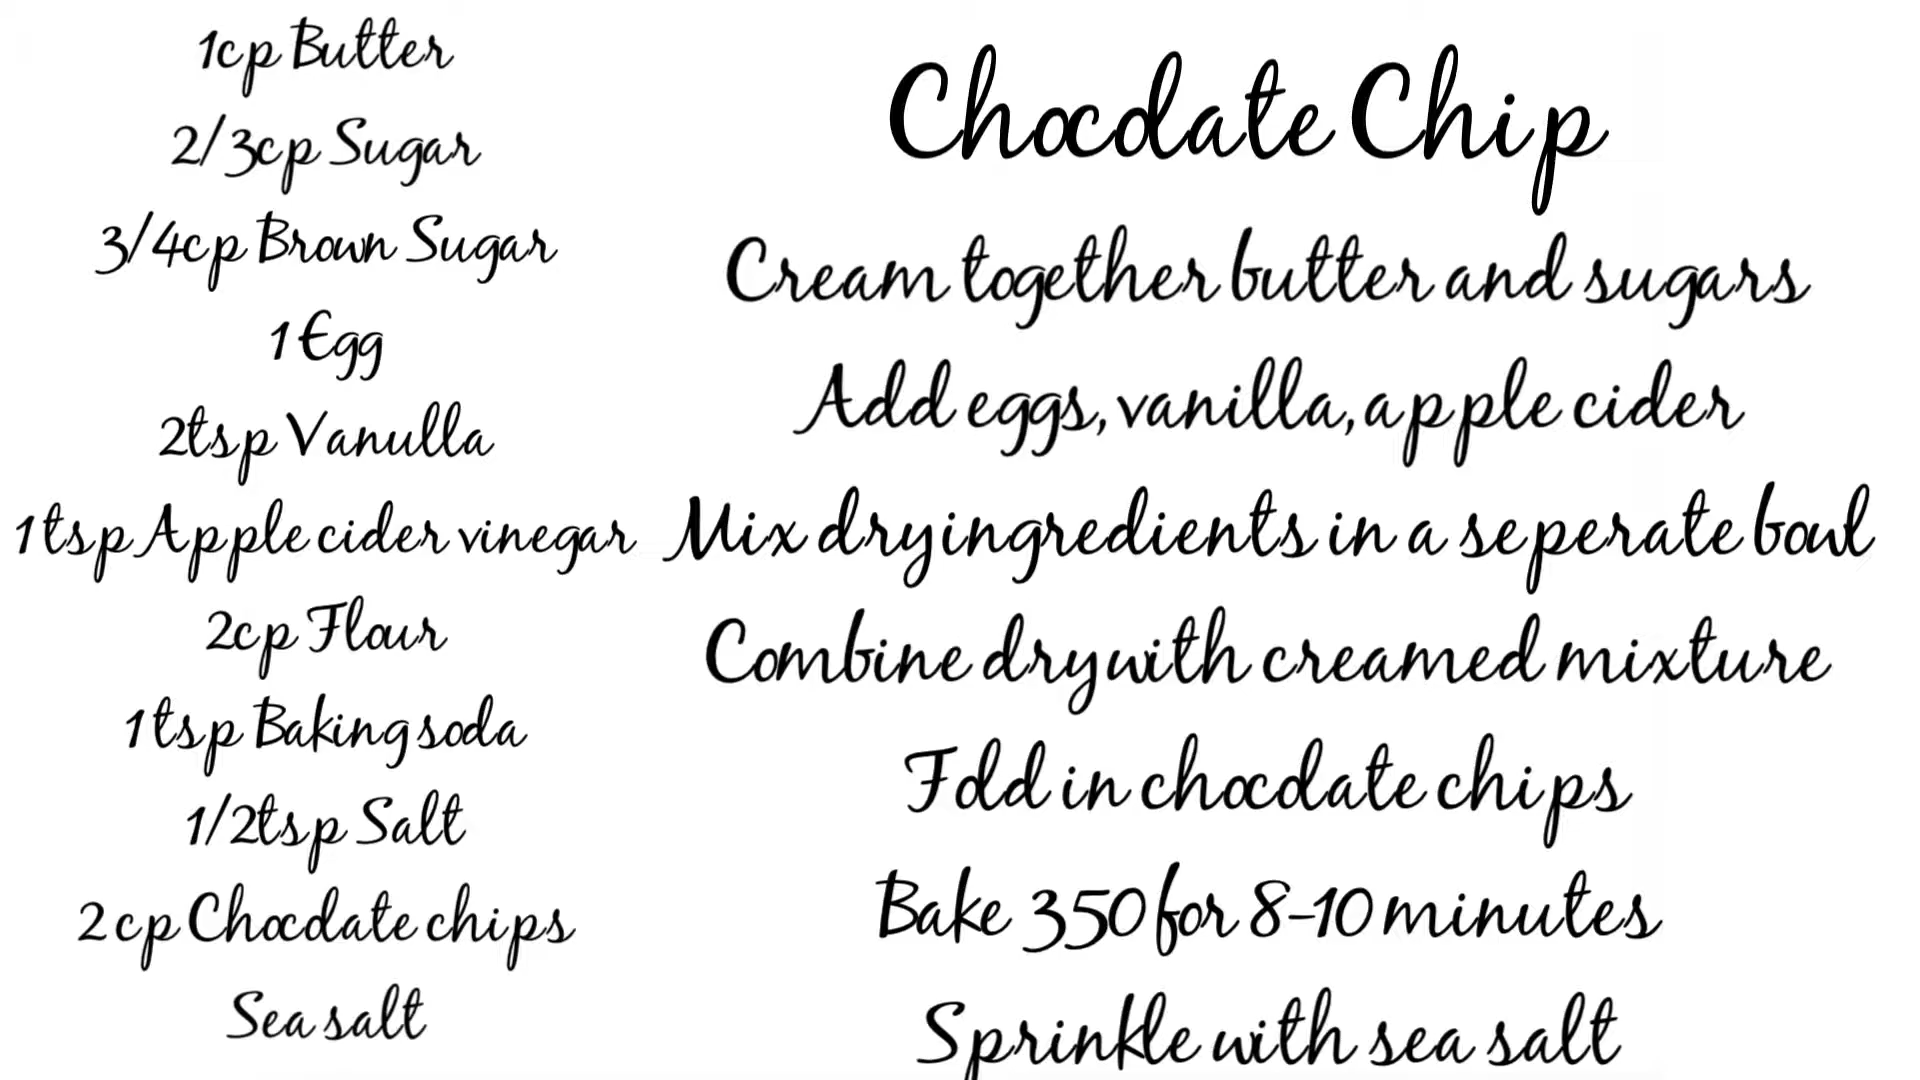 1cp Butter
2/3cp Sugar
3/4cp Brown Sugar
1 Egg
2tsp Vanulla
1tsp Apple cider vinegar
2cp Flour
1tsp Baking soda
1/2tsp Salt
2cp Chocolate chips
Sea salt
Chocolate Chip
Cream together butter and sugars
Add eggs, vanilla, apple cider
Mix dry ingredients in a seperate bowl
Combine dry with creamed mixture
Fold in chocolate chips
Bake 350 for 8-10 minutes
Sprinkle with sea salt